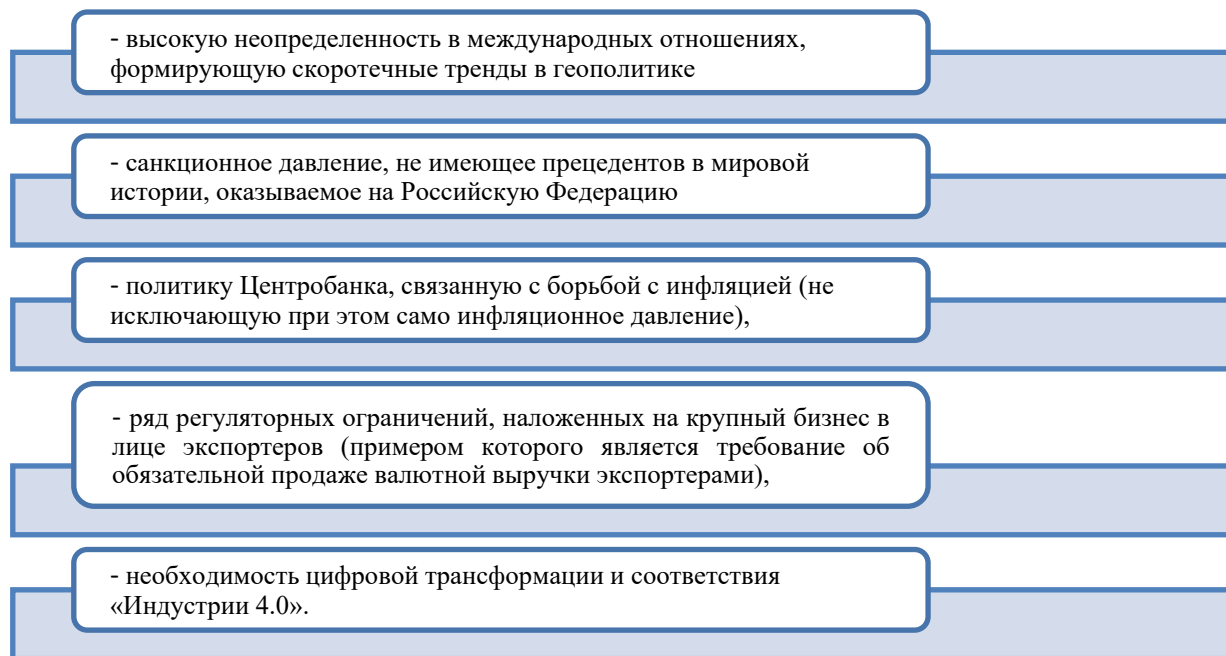 - высокую неопределенность в международных отношениях,
формирующую скоротечные тренды в геополитике
- санкционное давление, не имеющее прецедентов в мировой
истории, оказываемое на Российскую Федерацию
- политику Центробанка, связанную с борьбой с инфляцией (не
исключающую при этом само инфляционное давление),
- ряд регуляторных ограничений, наложенных на крупный бизнес в
лице экспортеров (примером которого является требование об
обязательной продаже валютной выручки экспортерами),
- необходимость цифровой трансформации и соответствия
«Индустрии 4.0».